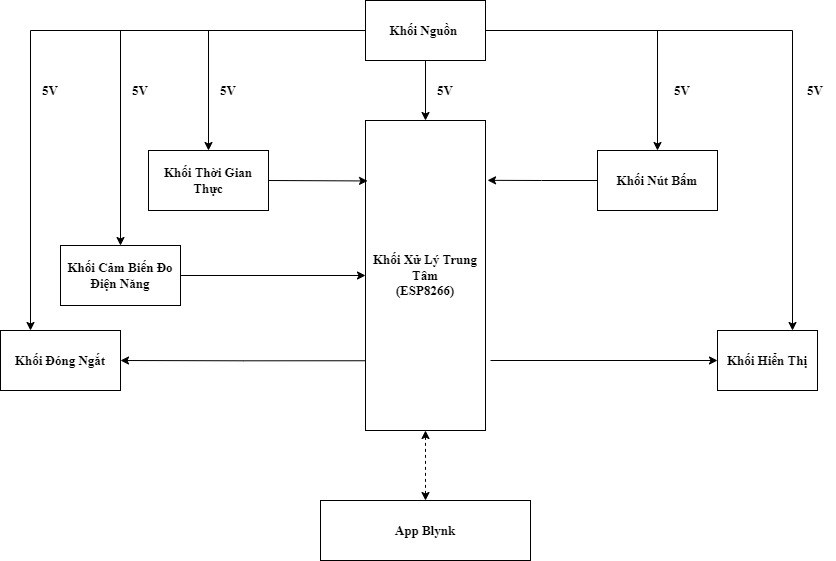 Khối Nguồn
5V
5V
5V
5V
5V
5V
Khối Thời Gian
Thực
Khối Nút Bấm
Khối Cảm Biến Đo
Điện Năng
Khối Xử Lý Trung
Tâm
(ESP8266)
Khối Đóng Ngắt
Khối Hiển Thị
App Blynk